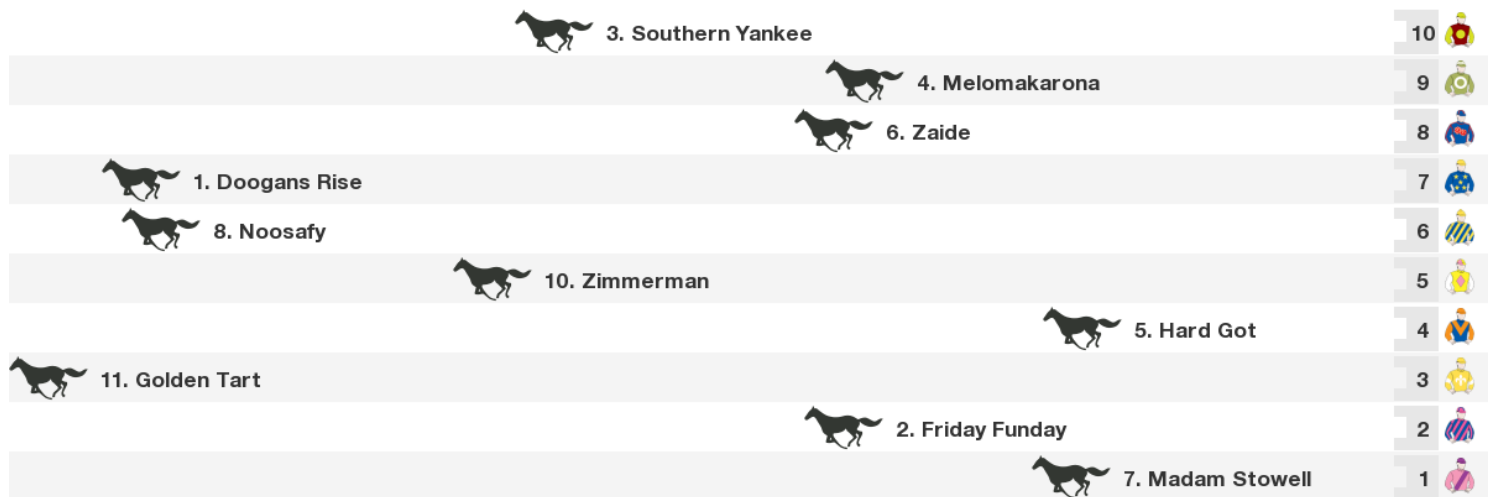 3. Southern Yankee 10
4. Melomakarona 9
6. Zaide 8
1. Doogans Rise 7
8. Noosafy 6
10. Zimmerman 5
5. Hard Got 4
11. Golden Tart 3
2. Friday Funday 2
7. Madam Stowell 1